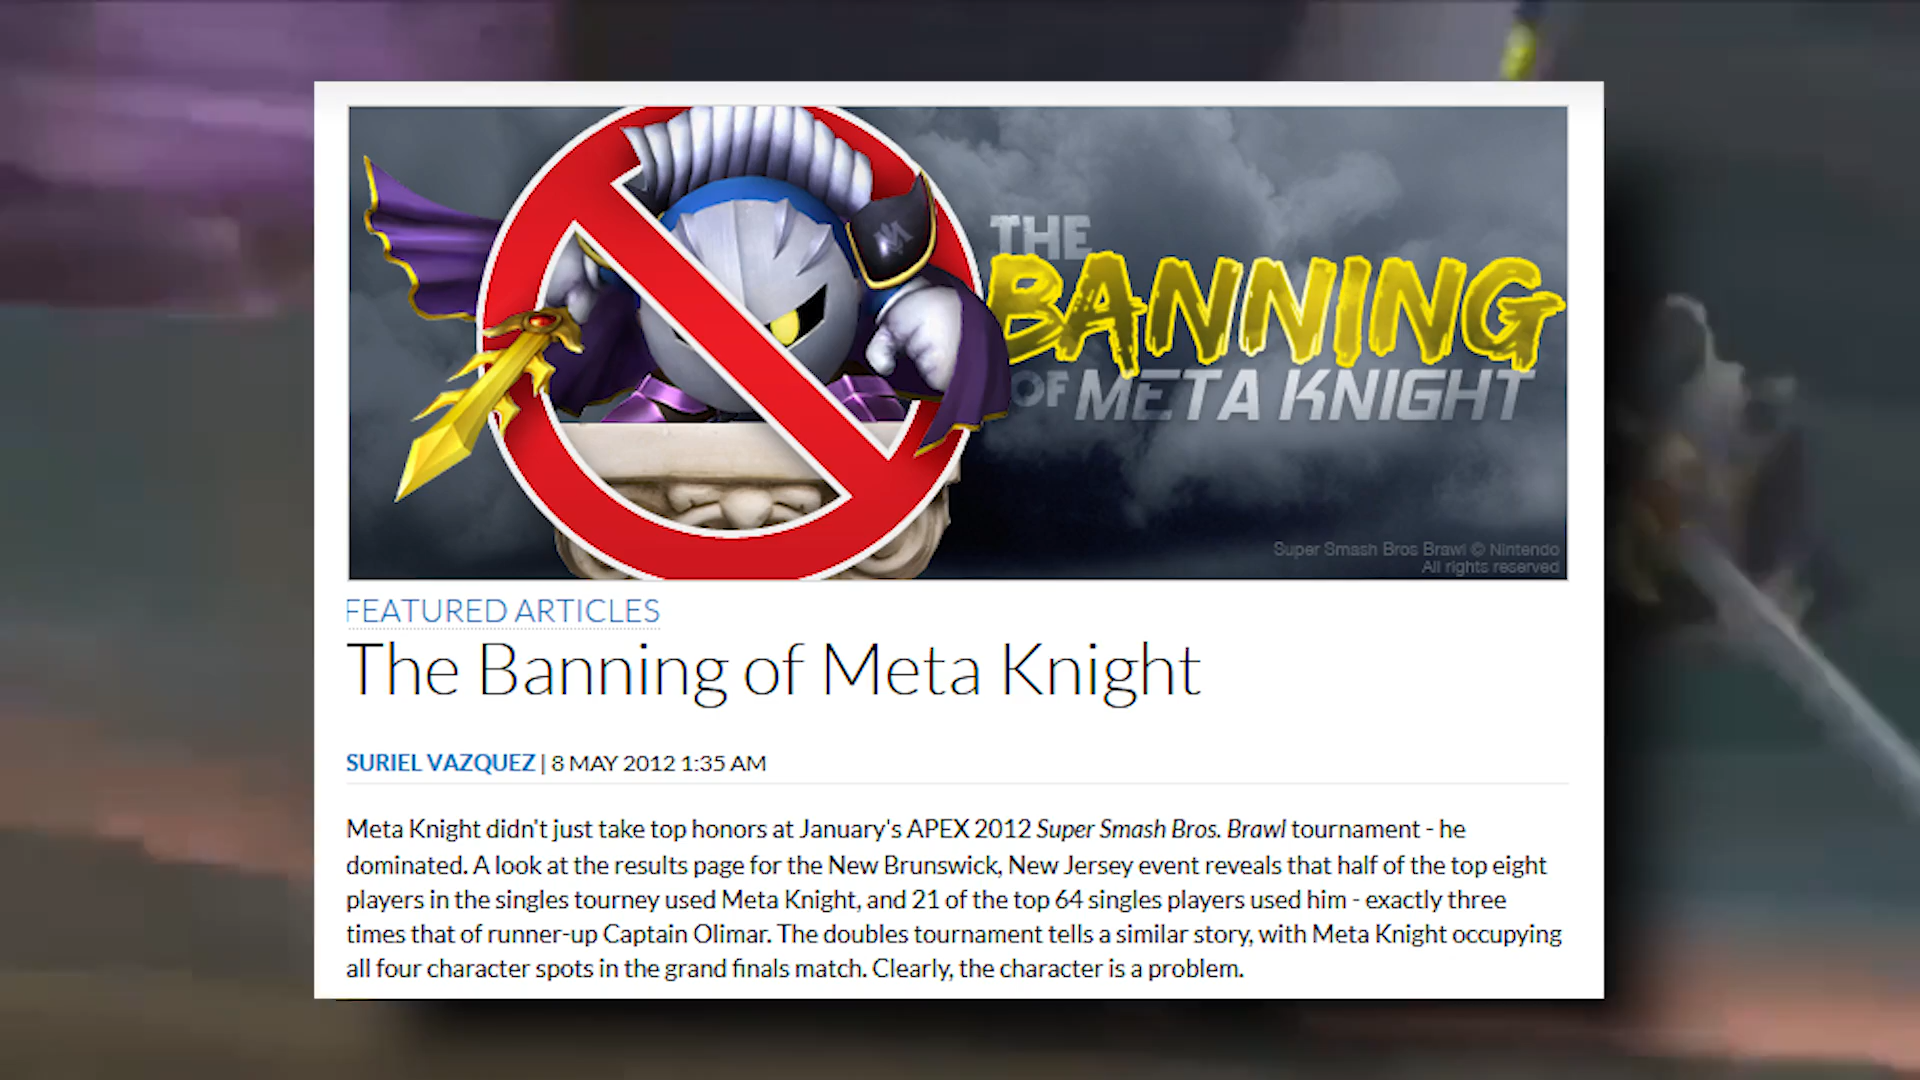 THE
BANNING
OF META KNIGHT
Super Smash Bros Brawl © Nintendo
All rights reserved
FEATURED ARTICLES
The Banning of Meta Knight
SURIEL VAZQUEZ | 8 MAY 2012 1:35 AM
Meta Knight didn't just take top honors at January's APEX 2012 Super Smash Bros. Brawl tournament - he
dominated. A look at the results page for the New Brunswick, New Jersey event reveals that half of the top eight
players in the singles tourney used Meta Knight, and 21 of the top 64 singles players used him - exactly three
times that of runner-up Captain Olimar. The doubles tournament tells a similar story, with Meta Knight occupying
all four character spots in the grand finals match. Clearly, the character is a problem.